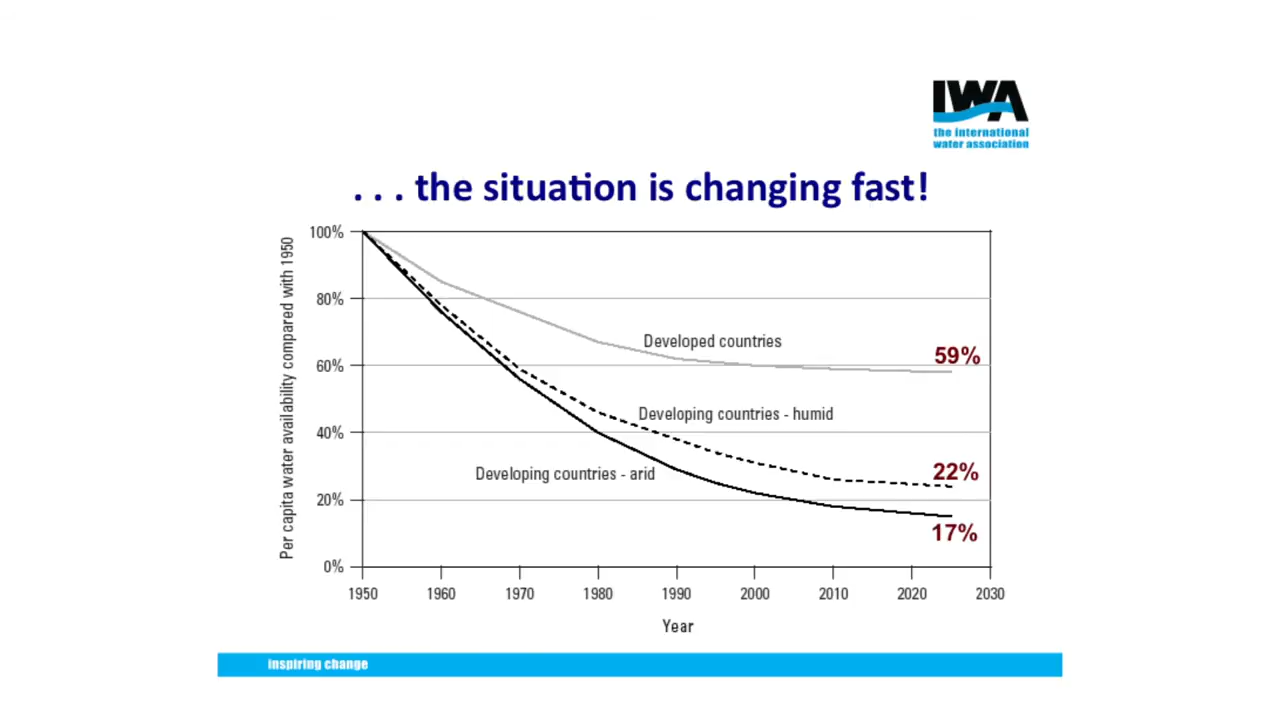 IWA
the international
water association
. . . the situation is changing fast!
Per capita water availability compared with 1950
100%
80%
60%
40%
20%
0%
Developed countries
59%
Developing countries - humid
22%
Developing countries - arid
17%
1950 1960 1970 1980 1990 2000 2010 2020 2030
Year
inspiring change